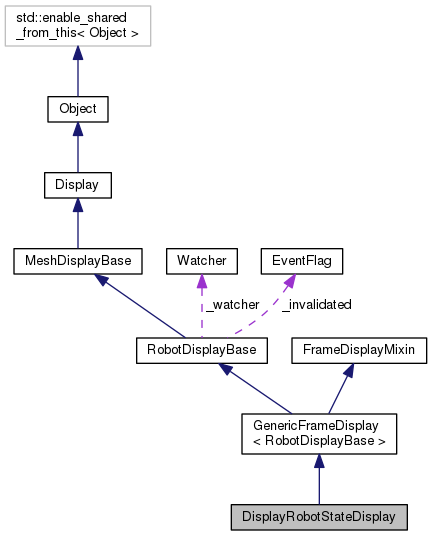 std::enable_shared
_from_this< Object >
Object
Display
MeshDisplayBase
Watcher
EventFlag
_watcher
_invalidated
RobotDisplayBase
FrameDisplayMixin
GenericFrameDisplay
< RobotDisplayBase >
DisplayRobotStateDisplay